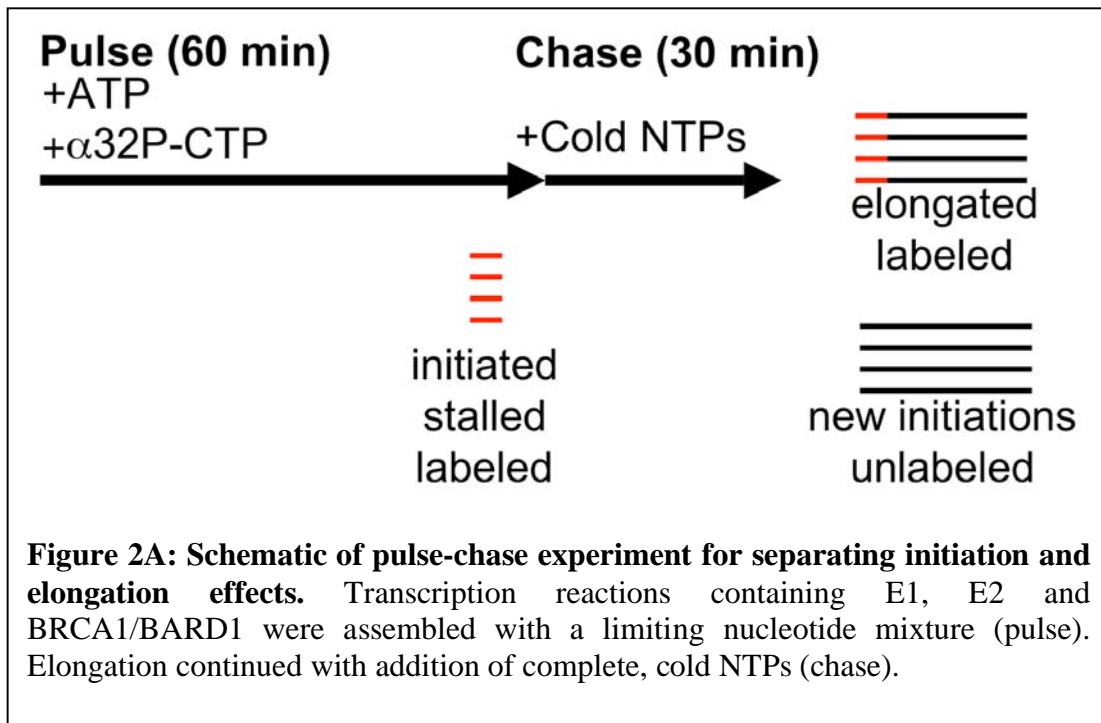 Pulse (60 min)
+ATP
+α32P-CTP
Chase (30 min)
+Cold NTPs
elongated
labeled
initiated
stalled
labeled
new initiations
unlabeled
Figure 2A: Schematic of pulse-chase experiment for separating initiation and
elongation effects. Transcription reactions containing E1, E2 and
BRCA1/BARD1 were assembled with a limiting nucleotide mixture (pulse).
Elongation continued with addition of complete, cold NTPs (chase).